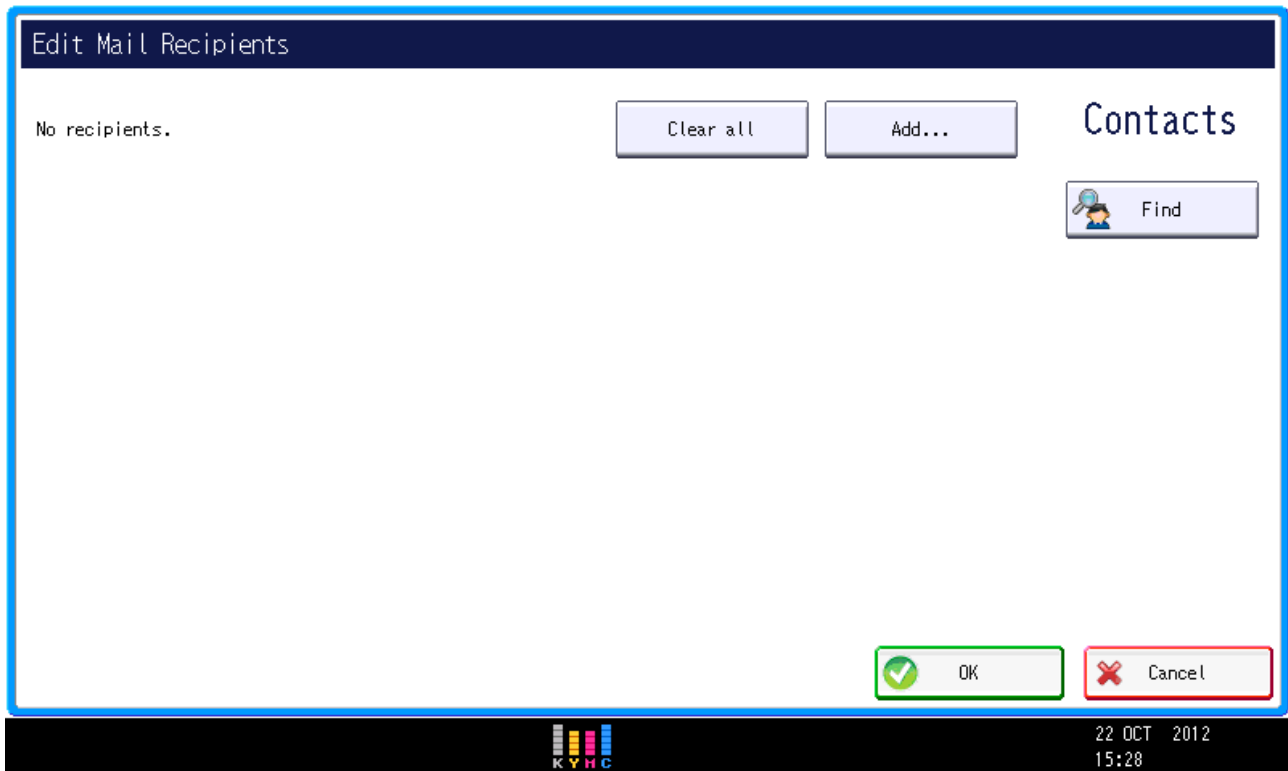 Edit Mail Recipients
No recipients.
Clear all
Add...
Contacts
Find
OK
Cancel
K Y M C
22 OCT 2012
15:28